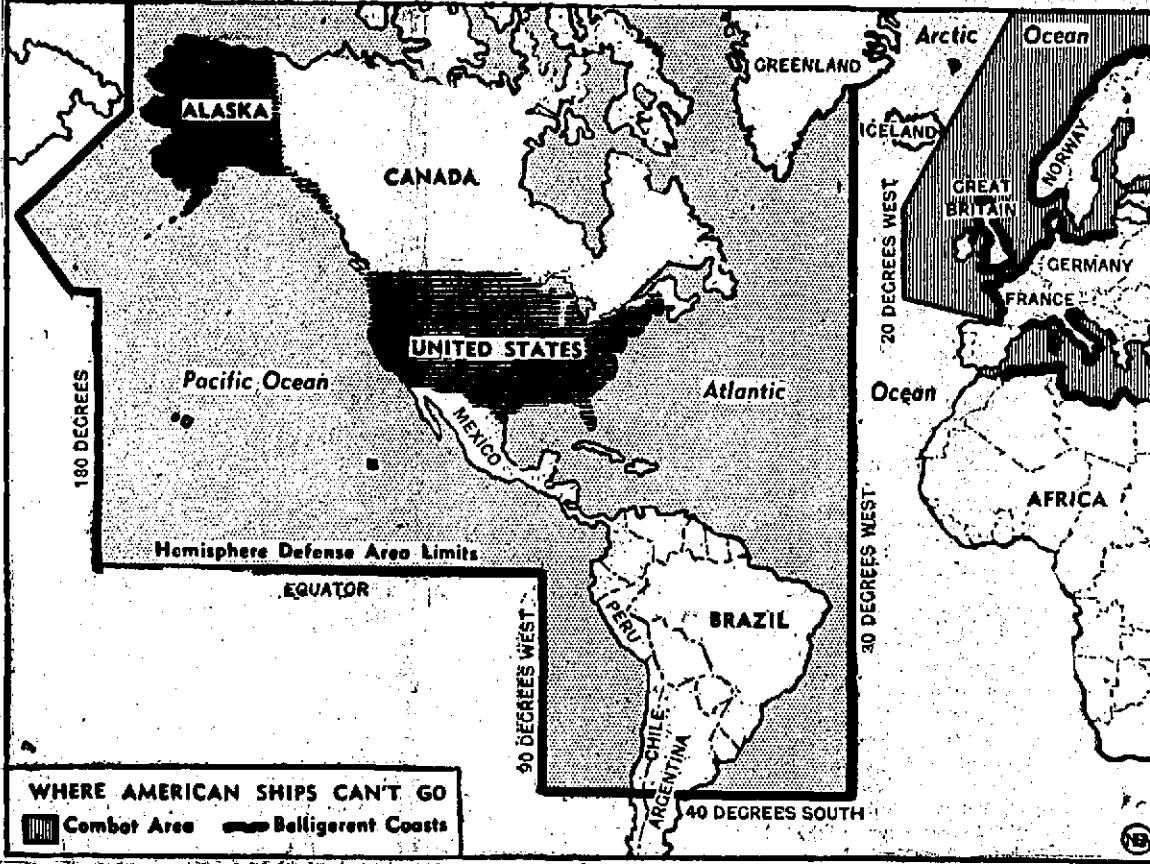 Arctic
Ocean
GREENLAND
ALASKA
ICELAND
NORWAY
CANADA
GREAT
BRITAIN
20 DEGREES WEST
GERMANY
FRANCE
UNITED STATES
Pacific Ocean
Atlantic
Ocean
180 DEGREES
MEXICO
AFRICA
30 DEGREES WEST
Hemisphere Defense Area Limits
EQUATOR
90 DEGREES WEST
PERU
BRAZIL
CHILE
ARGENTINA
40 DEGREES SOUTH
WHERE AMERICAN SHIPS CAN'T GO
Combat Area
Belligerent Coasts